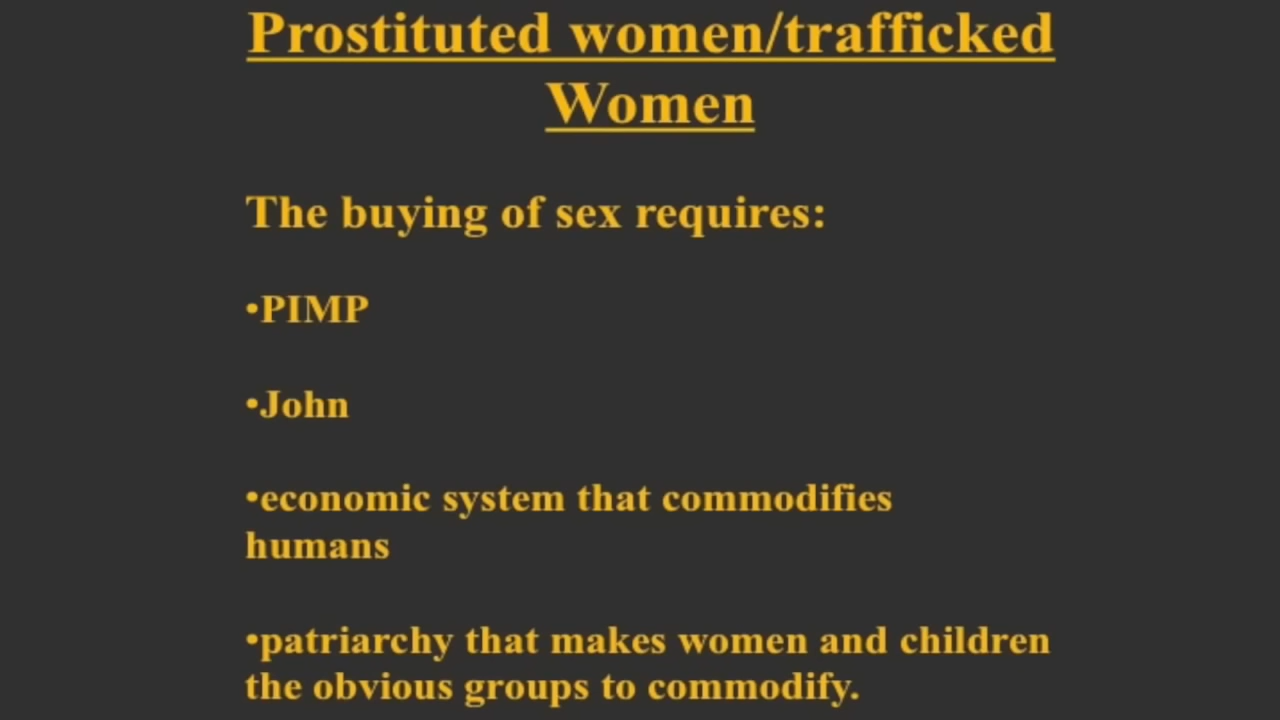 Prostituted women/trafficked
Women
The buying of sex requires:
•PIMP
•John
•economic system that commodifies
humans
•patriarchy that makes women and children
the obvious groups to commodify.